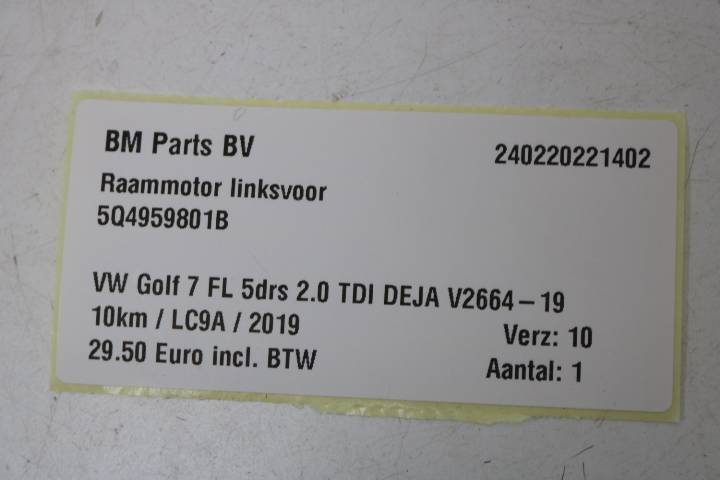 BM Parts BV
240220221402
Raammotor linksvoor
5Q4959801B
VW Golf 7 FL 5drs 2.0 TDI DEJA V2664-19
10km / LC9A / 2019
Verz: 10
29.50 Euro incl. BTW
Aantal: 1